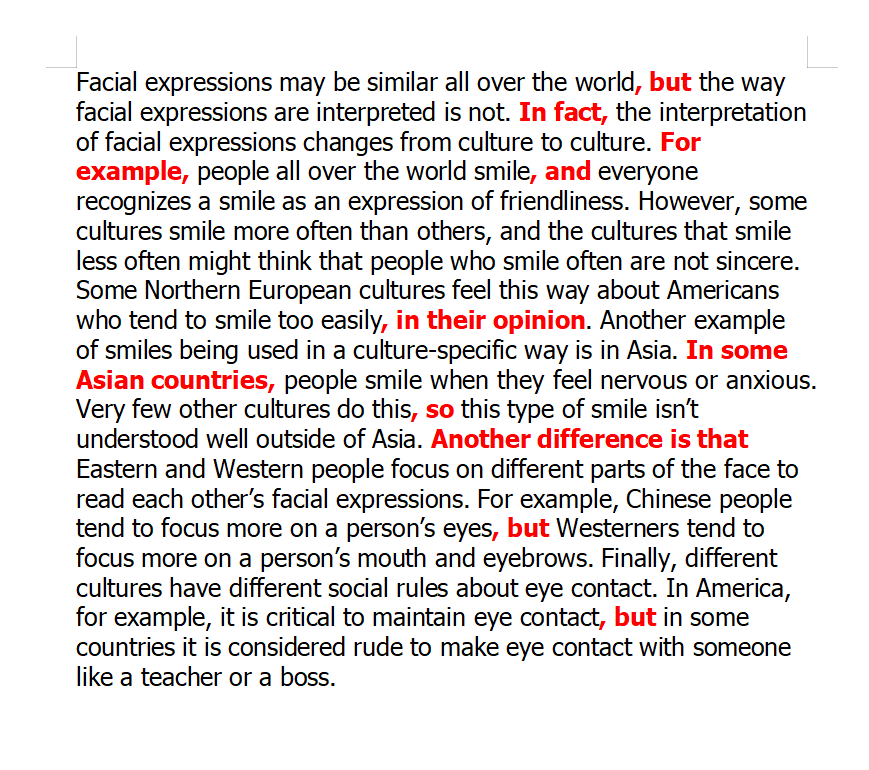 Facial expressions may be similar all over the world, but the way
facial expressions are interpreted is not. In fact, the interpretation
of facial expressions changes from culture to culture. For
example, people all over the world smile, and everyone
recognizes a smile as an expression of friendliness. However, some
cultures smile more often than others, and the cultures that smile
less often might think that people who smile often are not sincere.
Some Northern European cultures feel this way about Americans
who tend to smile too easily, in their opinion. Another example
of smiles being used in a culture-specific way is in Asia. In some
Asian countries, people smile when they feel nervous or anxious.
Very few other cultures do this, so this type of smile isn’t
understood well outside of Asia. Another difference is that
Eastern and Western people focus on different parts of the face to
read each other’s facial expressions. For example, Chinese people
tend to focus more on a person’s eyes, but Westerners tend to
focus more on a person’s mouth and eyebrows. Finally, different
cultures have different social rules about eye contact. In America,
for example, it is critical to maintain eye contact, but in some
countries it is considered rude to make eye contact with someone
like a teacher or a boss.